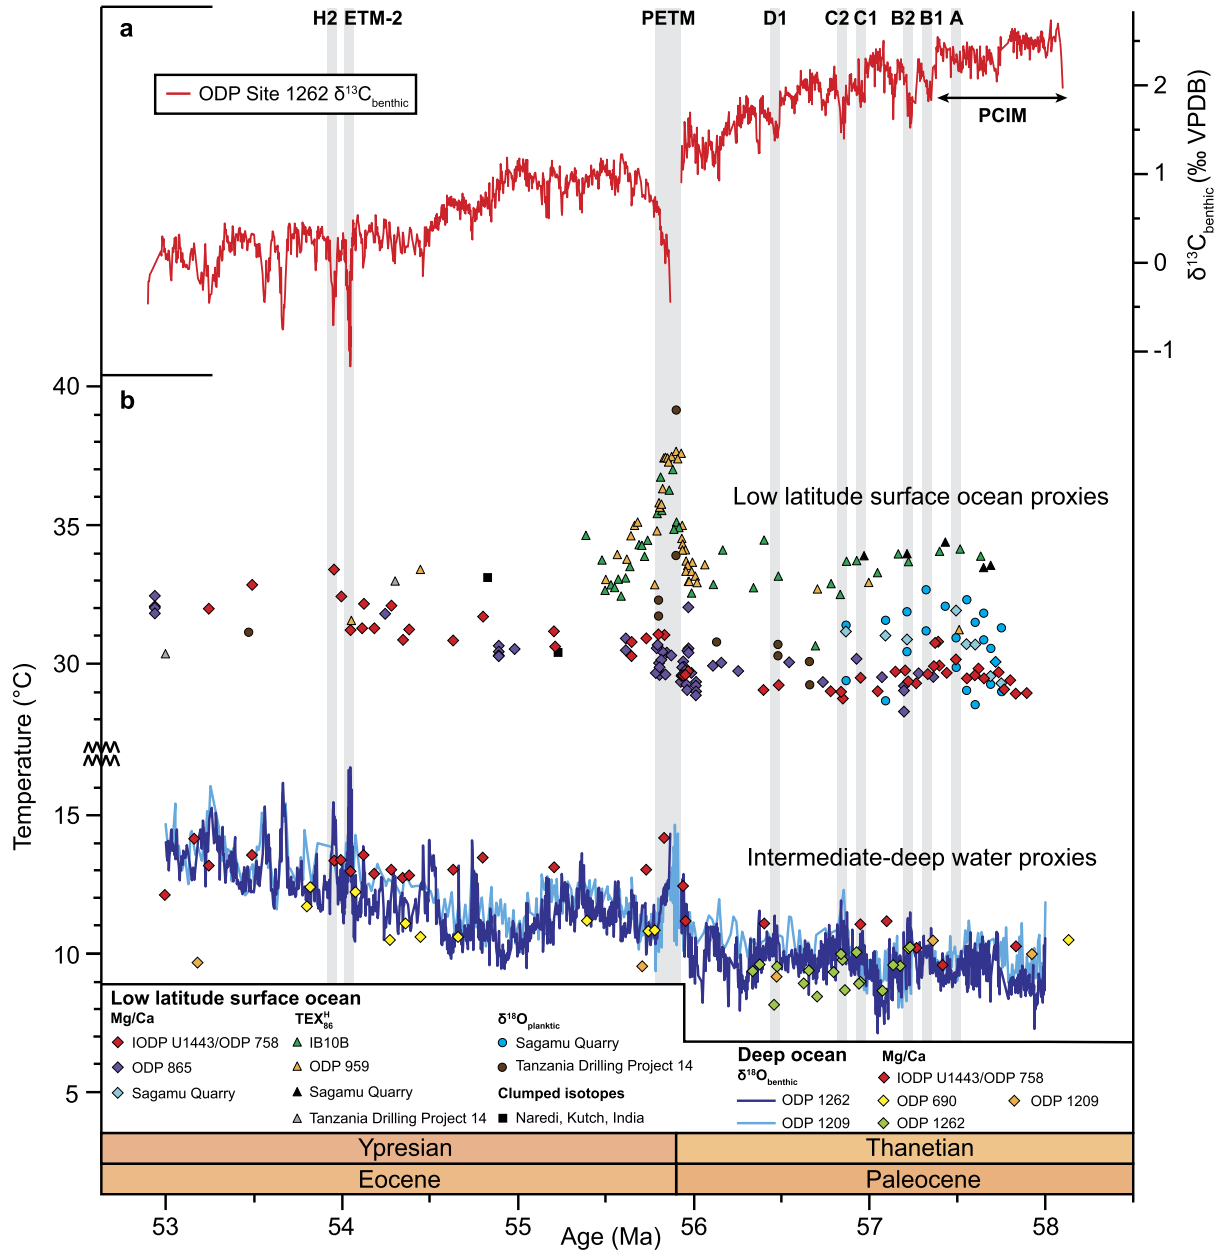 H2 ETM-2 PETM D1 C2 C1 B2 B1 A
a
ODP Site 1262 δ¹³Cbenthic
PCIM
2
1
0
-1
δ¹³Cbenthic (‰ VPDB)
b
40
35
30
15
10
5
Temperature (°C)
Low latitude surface ocean proxies
Intermediate-deep water proxies
Low latitude surface ocean
Mg/Ca
IODP U1443/ODP 758
ODP 865
Sagamu Quarry
TEX₈₆ᴴ
IB10B
ODP 959
Sagamu Quarry
Tanzania Drilling Project 14
δ¹⁸Oplanktic
Sagamu Quarry
Tanzania Drilling Project 14
Clumped isotopes
Naredi, Kutch, India
Deep ocean
δ¹⁸Obenthic
ODP 1262
ODP 1209
Mg/Ca
IODP U1443/ODP 758
ODP 690
ODP 1209
ODP 1262
Ypresian Thanetian
Eocene Paleocene
53 54 55 56 57 58
Age (Ma)